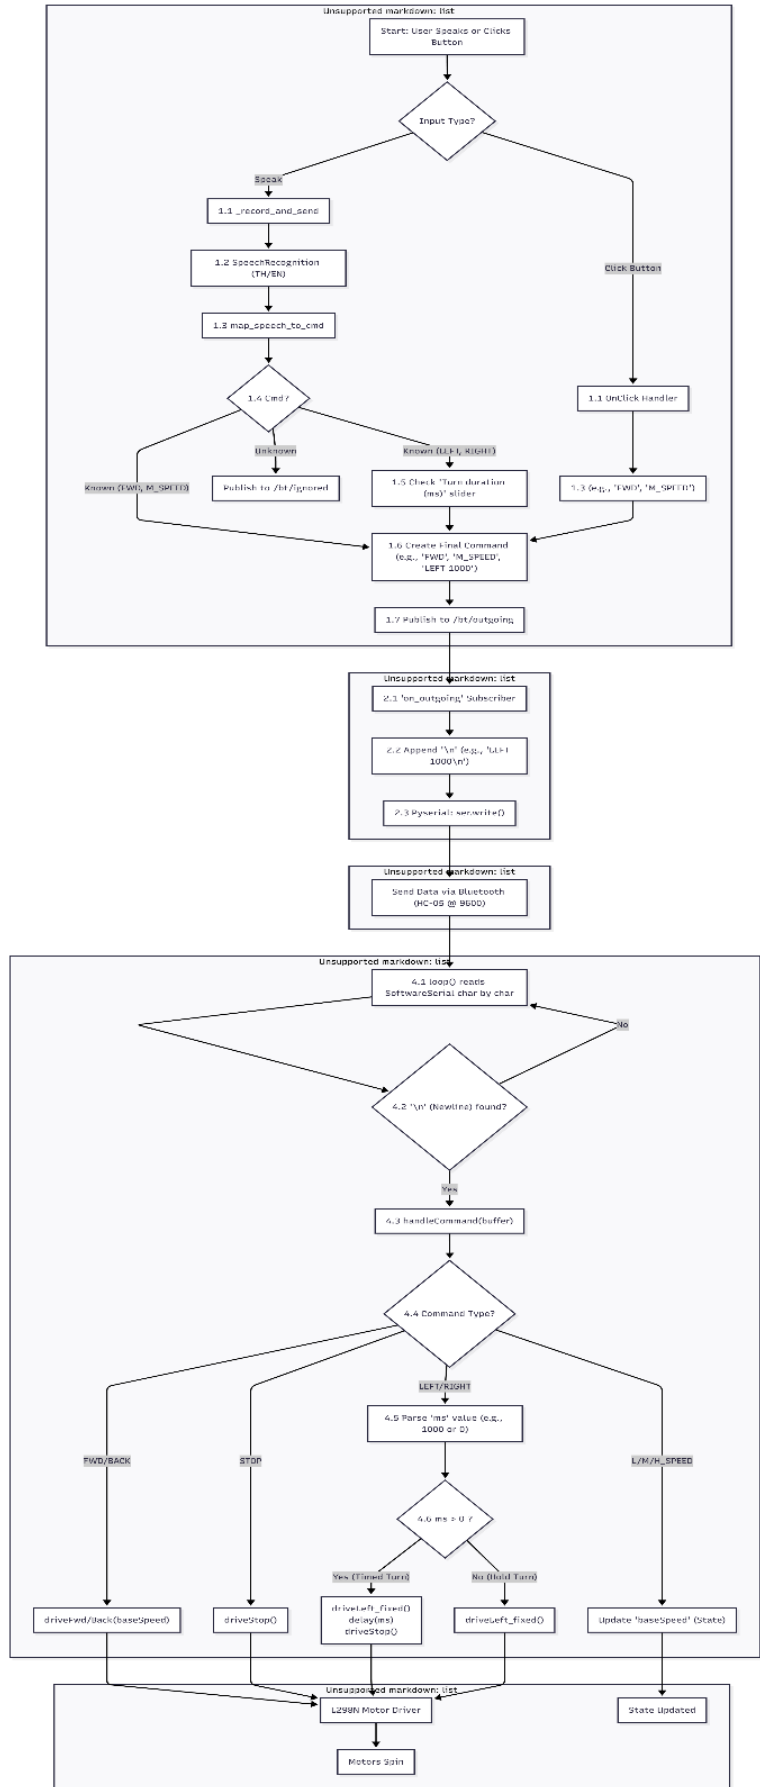 Unsupported markdown: list
Start: User Speaks or Clicks
Button
Input Type?
Speak
1.1 _record_and_send
1.2 SpeechRecognition
(TH/EN)
Click Button
1.3 map_speech_to_cmd
1.4 Cmd?
1.1 OnClick Handler
Unknown
Known (LEFT, RIGHT)
Known (FWD, M_SPEED)
Publish to /bt/ignored
1.5 Check 'Turn duration
(ms)' slider
1.3 (e.g., 'FWD', 'M_SPEED')
1.6 Create Final Command
(e.g., 'FWD', 'M_SPEED',
'LEFT 1000')
1.7 Publish to /bt/outgoing
Unsupported markdown: list
2.1 'on_outgoing' Subscriber
2.2 Append '\n' (e.g., 'LEFT
1000\n')
2.3 Pyserial: ser.write()
Unsupported markdown: list
Send Data via Bluetooth
(HC-05 @ 9600)
Unsupported markdown: list
4.1 loop() reads
SoftwareSerial char by char
No
4.2 '\n' (Newline) found?
Yes
4.3 handleCommand(buffer)
4.4 Command Type?
LEFT/RIGHT
4.5 Parse 'ms' value (e.g.,
1000 or 0)
FWD/BACK
STOP
L/M/H_SPEED
4.6 ms > 0 ?
Yes (Timed Turn)
No (Hold Turn)
driveFwd/Back(baseSpeed)
driveStop()
driveLeft_fixed()
delay(ms)
driveStop()
driveLeft_fixed()
Update 'baseSpeed' (State)
Unsupported markdown: list
L298N Motor Driver
State Updated
Motors Spin